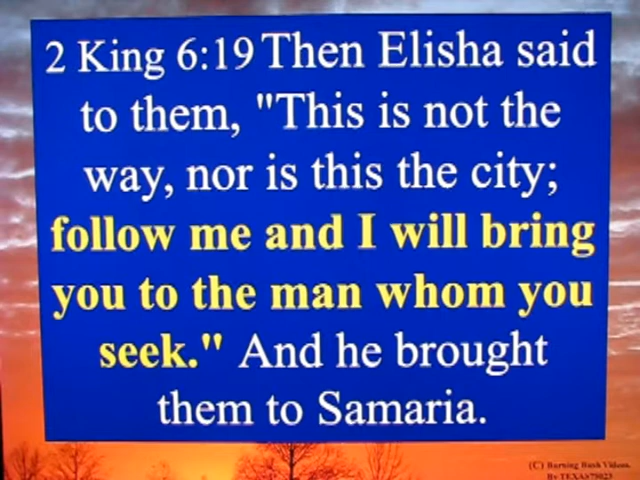 2 King 6:19 Then Elisha said
to them, "This is not the
way, nor is this the city;
follow me and I will bring
you to the man whom you
seek." And he brought
them to Samaria.
(C) Burning Bush Videos.
By TEXAS75023